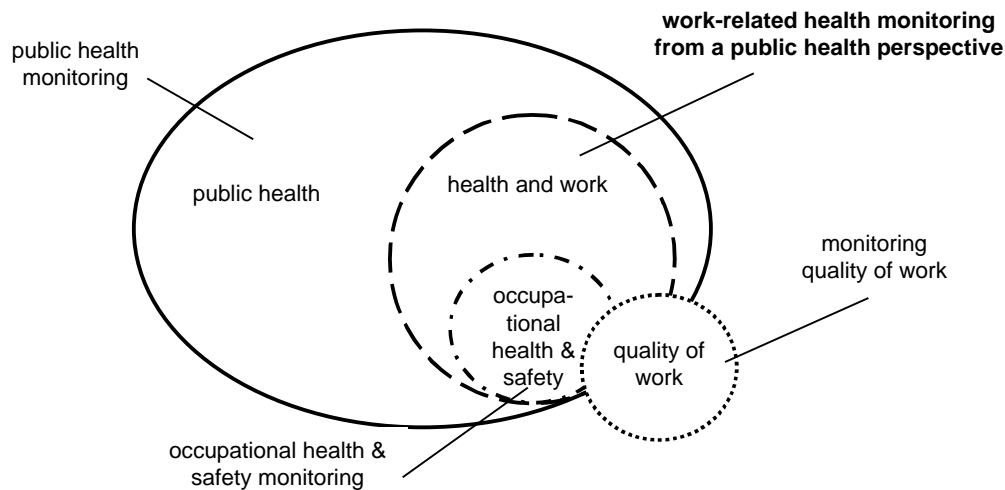 public health
monitoring
work-related health monitoring
from a public health perspective
public health
health and work
monitoring
quality of work
occupa-
tional
health &
safety
quality of
work
occupational health &
safety monitoring